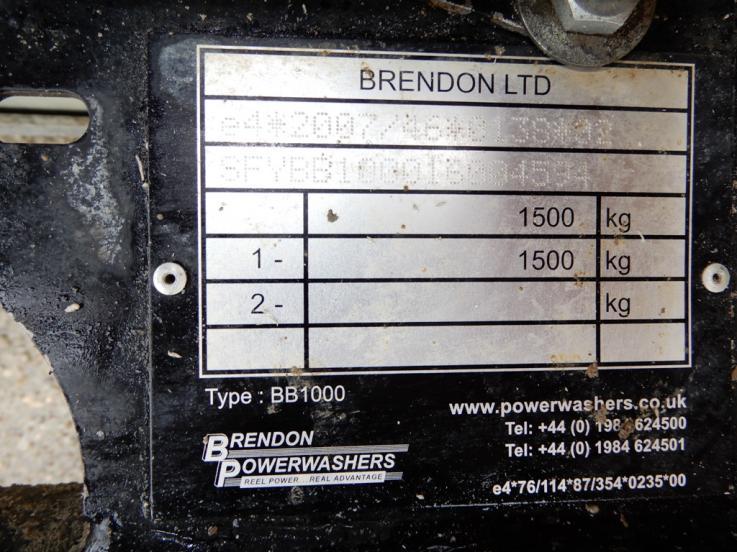 BRENDON LTD
1500 kg
1 - 1500 kg
2 - kg
Type : BB1000
www.powerwashers.co.uk
Tel: +44 (0) 1984 624500
Tel: +44 (0) 1984 624501
BRENDON
POWERWASHERS
REEL POWER...REAL ADVANTAGE
e4*76/114*87/354*0235*00